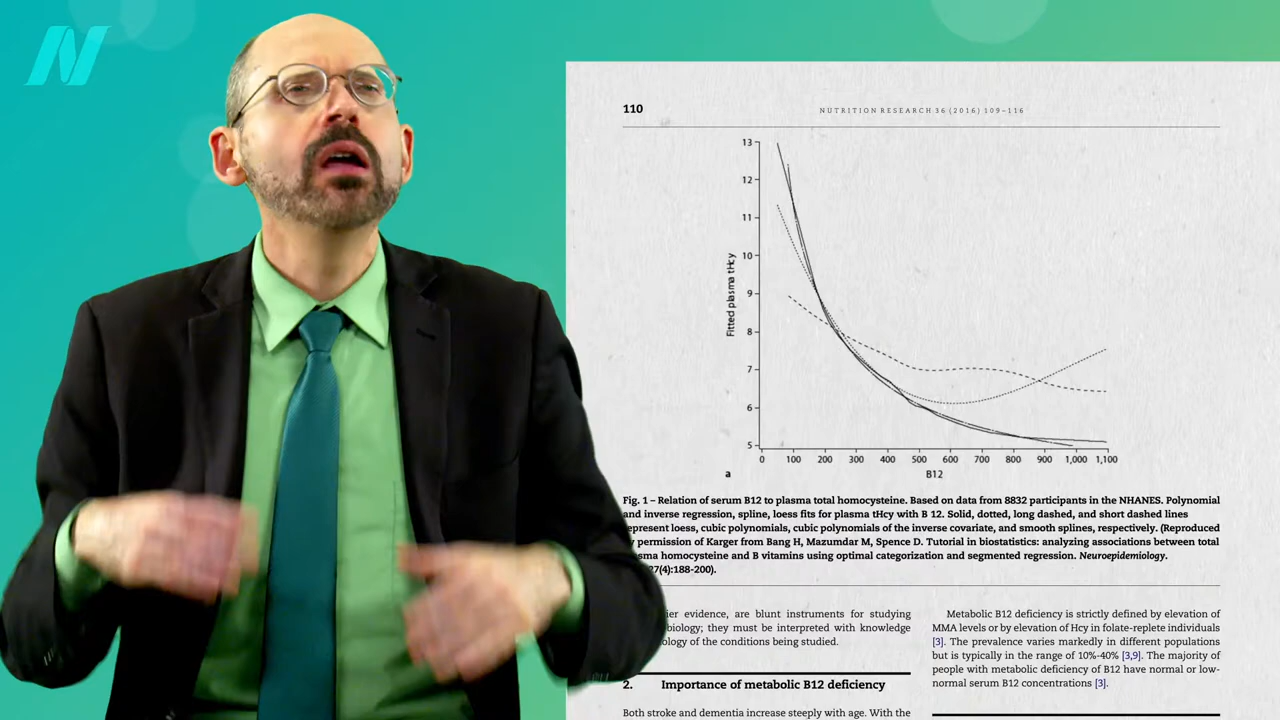 N
110
NUTRITION RESEARCH 36 (2016) 109–116
13
12
11
10
9
8
7
6
5
Fitted plasma tHcy
0 100 200 300 400 500 600 700 800 900 1,000 1,100
a B12
Fig. 1 – Relation of serum B12 to plasma total homocysteine. Based on data from 8832 participants in the NHANES. Polynomial
and inverse regression, spline, loess fits for plasma tHcy with B 12. Solid, dotted, long dashed, and short dashed lines
epresent loess, cubic polynomials, cubic polynomials of the inverse covariate, and smooth splines, respectively. (Reproduced
permission of Karger from Bang H, Mazumdar M, Spence D. Tutorial in biostatistics: analyzing associations between total
sma homocysteine and B vitamins using optimal categorization and segmented regression. Neuroepidemiology.
27(4):188-200).
ier evidence, are blunt instruments for studying
biology; they must be interpreted with knowledge
ology of the conditions being studied.
2. Importance of metabolic B12 deficiency
Both stroke and dementia increase steeply with age. With the
Metabolic B12 deficiency is strictly defined by elevation of
MMA levels or by elevation of Hcy in folate-replete individuals
[3]. The prevalence varies markedly in different populations
but is typically in the range of 10%-40% [3,9]. The majority of
people with metabolic deficiency of B12 have normal or low-
normal serum B12 concentrations [3].